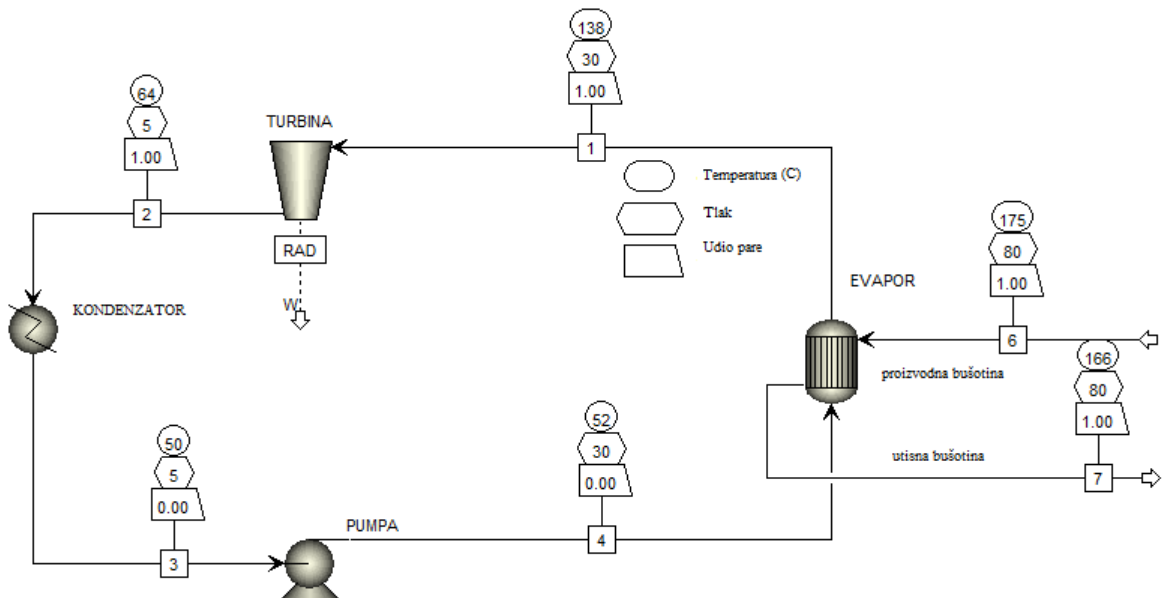 138
30
1.00
1
64
5
1.00
2
TURBINA
RAD
W
Temperatura (C)
Tlak
Udio pare
175
80
1.00
6
EVAPOR
KONDENZATOR
proizvodna bušotina
166
80
1.00
7
utisna bušotina
52
30
0.00
4
50
5
0.00
3
PUMPA